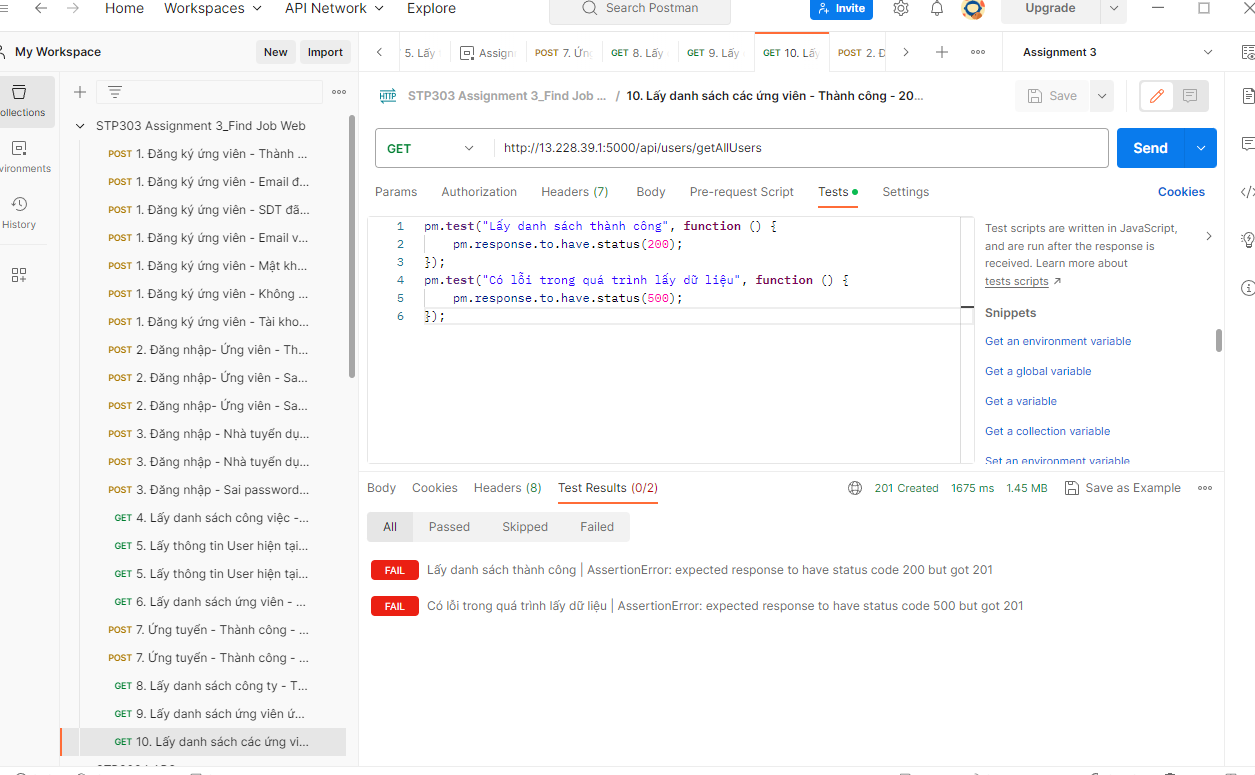 Home Workspaces API Network Explore Search Postman Invite Upgrade
My Workspace New Import 5. Lấy Assign POST 7. Ứn GET 8. Lấy GET 9. Lấy GET 10. Lấy POST 2. Đ Assignment 3
ollections
vironments
History
STP303 Assignment 3_Find Job Web
POST 1. Đăng ký ứng viên - Thành ...
POST 1. Đăng ký ứng viên - Email đ...
POST 1. Đăng ký ứng viên - SDT đã...
POST 1. Đăng ký ứng viên - Email v...
POST 1. Đăng ký ứng viên - Mật kh...
POST 1. Đăng ký ứng viên - Không ...
POST 1. Đăng ký ứng viên - Tài kho...
POST 2. Đăng nhập- Ứng viên - Th...
POST 2. Đăng nhập- Ứng viên - Sa...
POST 2. Đăng nhập- Ứng viên - Sa...
POST 3. Đăng nhập - Nhà tuyển dụ...
POST 3. Đăng nhập - Nhà tuyển dụ...
POST 3. Đăng nhập - Sai password...
GET 4. Lấy danh sách công việc -...
GET 5. Lấy thông tin User hiện tại...
GET 5. Lấy thông tin User hiện tại...
GET 6. Lấy danh sách ứng viên - ...
POST 7. Ứng tuyển - Thành công - ...
POST 7. Ứng tuyển - Thành công - ...
GET 8. Lấy danh sách công ty - T...
GET 9. Lấy danh sách ứng viên ứ...
GET 10. Lấy danh sách các ứng vi...
HTTP STP303 Assignment 3_Find Job ... / 10. Lấy danh sách các ứng viên - Thành công - 20... Save
GET http://13.228.39.1:5000/api/users/getAllUsers Send
Params Authorization Headers (7) Body Pre-request Script Tests Settings Cookies
1 pm.test("Lấy danh sách thành công", function () {
2 pm.response.to.have.status(200);
3 });
4 pm.test("Có lỗi trong quá trình lấy dữ liệu", function () {
5 pm.response.to.have.status(500);
6 });
Test scripts are written in JavaScript,
and are run after the response is
received. Learn more about
tests scripts
Snippets
Get an environment variable
Get a global variable
Get a variable
Get a collection variable
Set an environment variable
Body Cookies Headers (8) Test Results (0/2) 201 Created 1675 ms 1.45 MB Save as Example
All Passed Skipped Failed
FAIL Lấy danh sách thành công | AssertionError: expected response to have status code 200 but got 201
FAIL Có lỗi trong quá trình lấy dữ liệu | AssertionError: expected response to have status code 500 but got 201